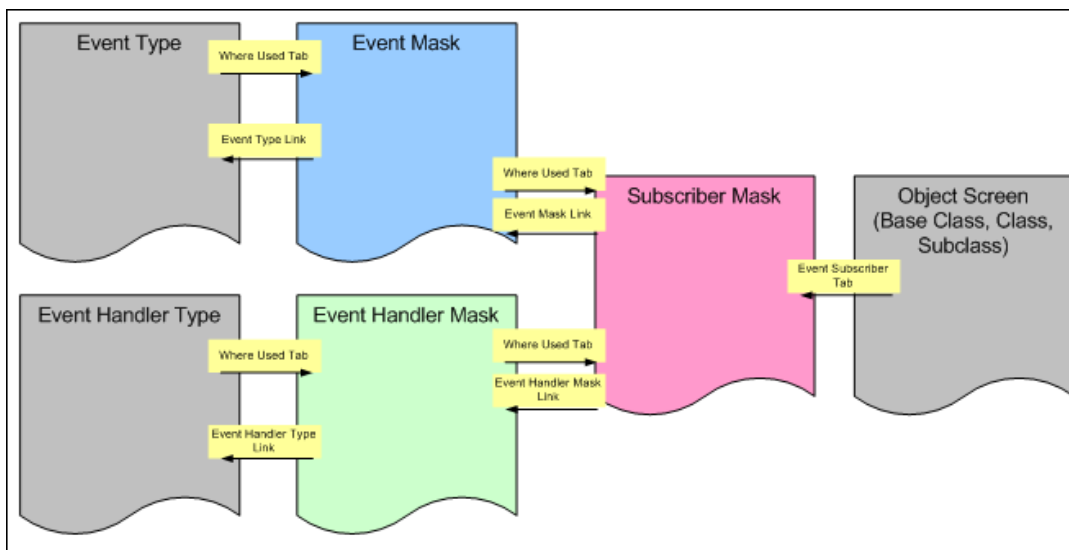 Event Type
Event Mask
Where Used Tab
Event Type Link
Where Used Tab
Event Mask Link
Subscriber Mask
Object Screen
(Base Class, Class,
Subclass)
Event Subscriber
Tab
Event Handler Type
Event Handler Mask
Where Used Tab
Where Used Tab
Event Handler Mask
Link
Event Handler Type
Link